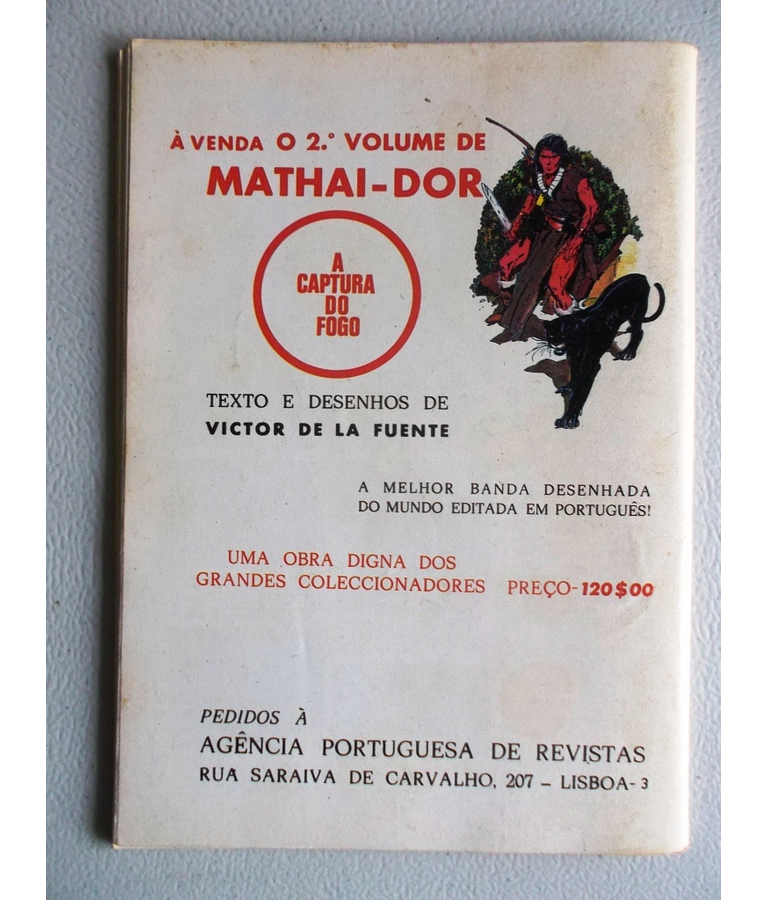 À VENDA O 2.º VOLUME DE
MATHAI-DOR
A
CAPTURA
DO
FOGO
TEXTO E DESENHOS DE
VICTOR DE LA FUENTE
A MELHOR BANDA DESENHADA
DO MUNDO EDITADA EM PORTUGUÊS!
UMA OBRA DIGNA DOS
GRANDES COLECCIONADORES PREÇO-120$00
PEDIDOS À
AGÊNCIA PORTUGUESA DE REVISTAS
RUA SARAIVA DE CARVALHO, 207 – LISBOA-3